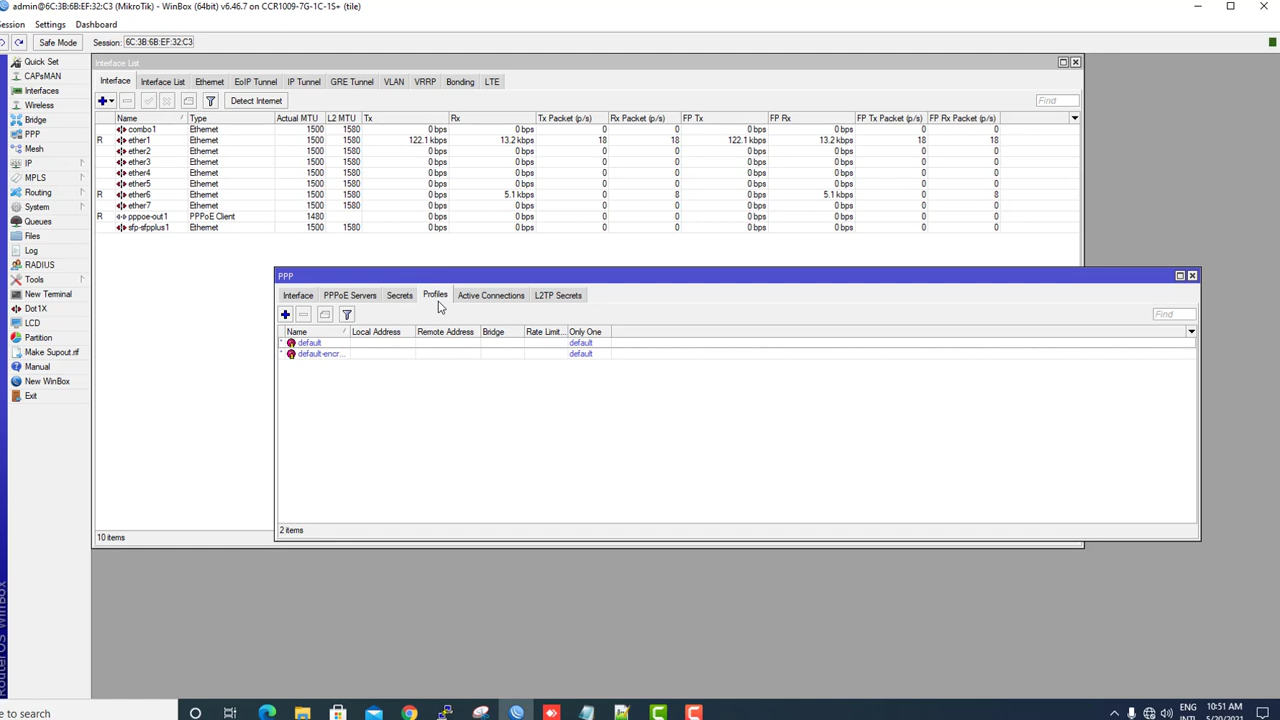 admin@6C:3B:6B:EF:32:C3 (MikroTik) - WinBox (64bit) v6.46.7 on CCR1009-7G-1C-1S+ (tile)
Session Settings Dashboard
Safe Mode Session: 6C:3B:6B:EF:32:C3
Quick Set
CAPsMAN
Interfaces
Wireless
Bridge
PPP
Mesh
IP
MPLS
Routing
System
Queues
Files
Log
RADIUS
Tools
New Terminal
Dot1X
LCD
Partition
Make Supout.rif
Manual
New WinBox
Exit
RouterOS WinBox
Interface List
Interface Interface List Ethernet EoIP Tunnel IP Tunnel GRE Tunnel VLAN VRRP Bonding LTE
Detect Internet Find
Name Type Actual MTU L2 MTU Tx Rx Tx Packet (p/s) Rx Packet (p/s) FP Tx FP Rx FP Tx Packet (p/s) FP Rx Packet (p/s)
combo1 Ethernet 1500 1580 0 bps 0 bps 0 0 0 bps 0 bps 0 0
R ether1 Ethernet 1500 1580 122.1 kbps 13.2 kbps 18 18 122.1 kbps 13.2 kbps 18 18
ether2 Ethernet 1500 1580 0 bps 0 bps 0 0 0 bps 0 bps 0 0
ether3 Ethernet 1500 1580 0 bps 0 bps 0 0 0 bps 0 bps 0 0
ether4 Ethernet 1500 1580 0 bps 0 bps 0 0 0 bps 0 bps 0 0
ether5 Ethernet 1500 1580 0 bps 0 bps 0 0 0 bps 0 bps 0 0
R ether6 Ethernet 1500 1580 0 bps 5.1 kbps 0 8 0 bps 5.1 kbps 0 8
ether7 Ethernet 1500 1580 0 bps 0 bps 0 0 0 bps 0 bps 0 0
R pppoe-out1 PPPoE Client 1480 0 bps 0 bps 0 0 0 bps 0 bps 0 0
sfp-sfpplus1 Ethernet 1500 1580 0 bps 0 bps 0 0 0 bps 0 bps 0 0
10 items
PPP
Interface PPPoE Servers Secrets Profiles Active Connections L2TP Secrets
Find
Name Local Address Remote Address Bridge Rate Limit... Only One
* default default
* default-encr... default
2 items
e to search
ENG
INTL
10:51 AM
5/20/2021